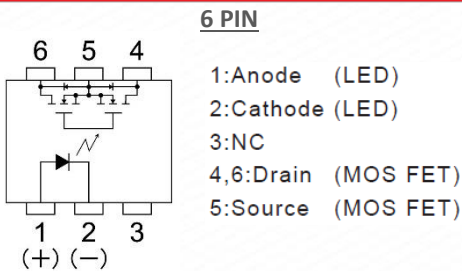 6 PIN
6 5 4
1:Anode (LED)
2:Cathode (LED)
3:NC
4,6:Drain (MOS FET)
5:Source (MOS FET)
1 2 3
(+) (−)